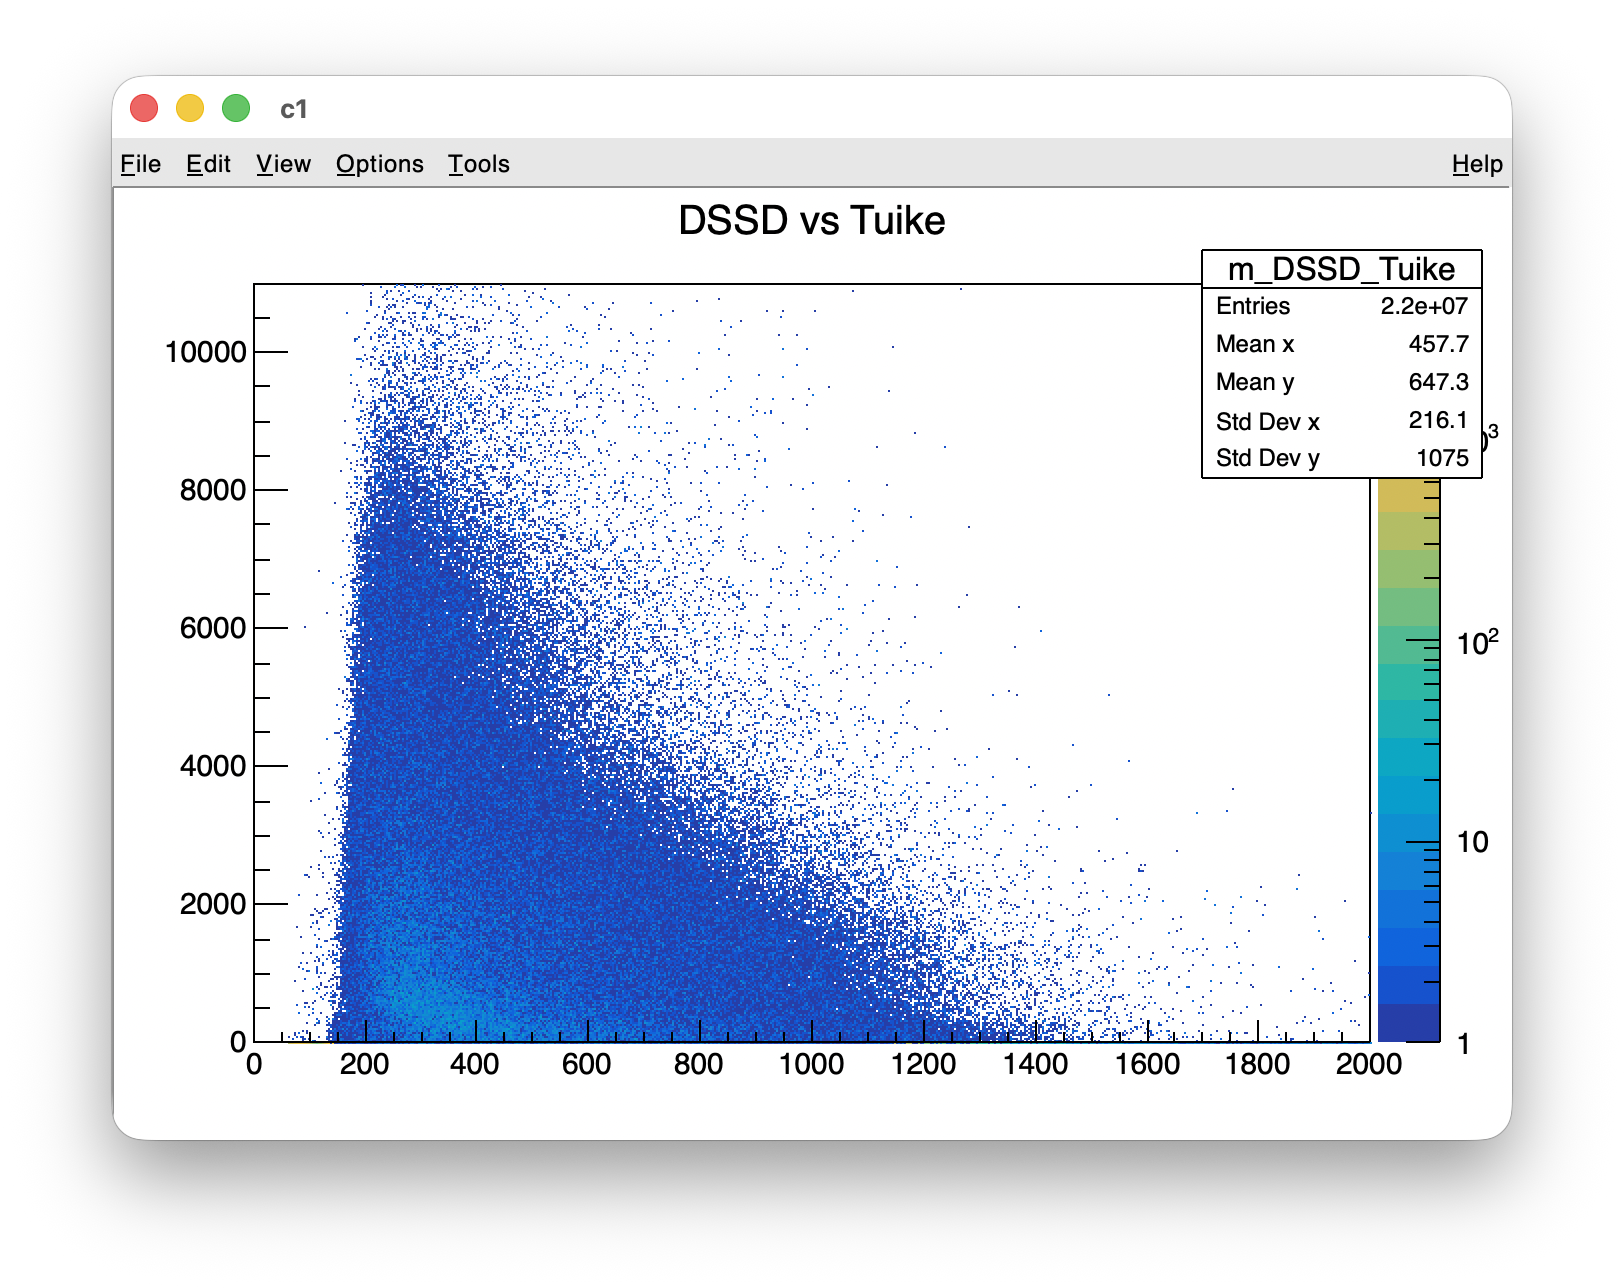 c1
File Edit View Options Tools Help
DSSD vs Tuike
m_DSSD_Tuike
Entries 2.2e+07
Mean x 457.7
Mean y 647.3
Std Dev x 216.1
Std Dev y 1075
10000
8000
6000
4000
2000
0
0 200 400 600 800 1000 1200 1400 1600 1800 2000
10²
10
1